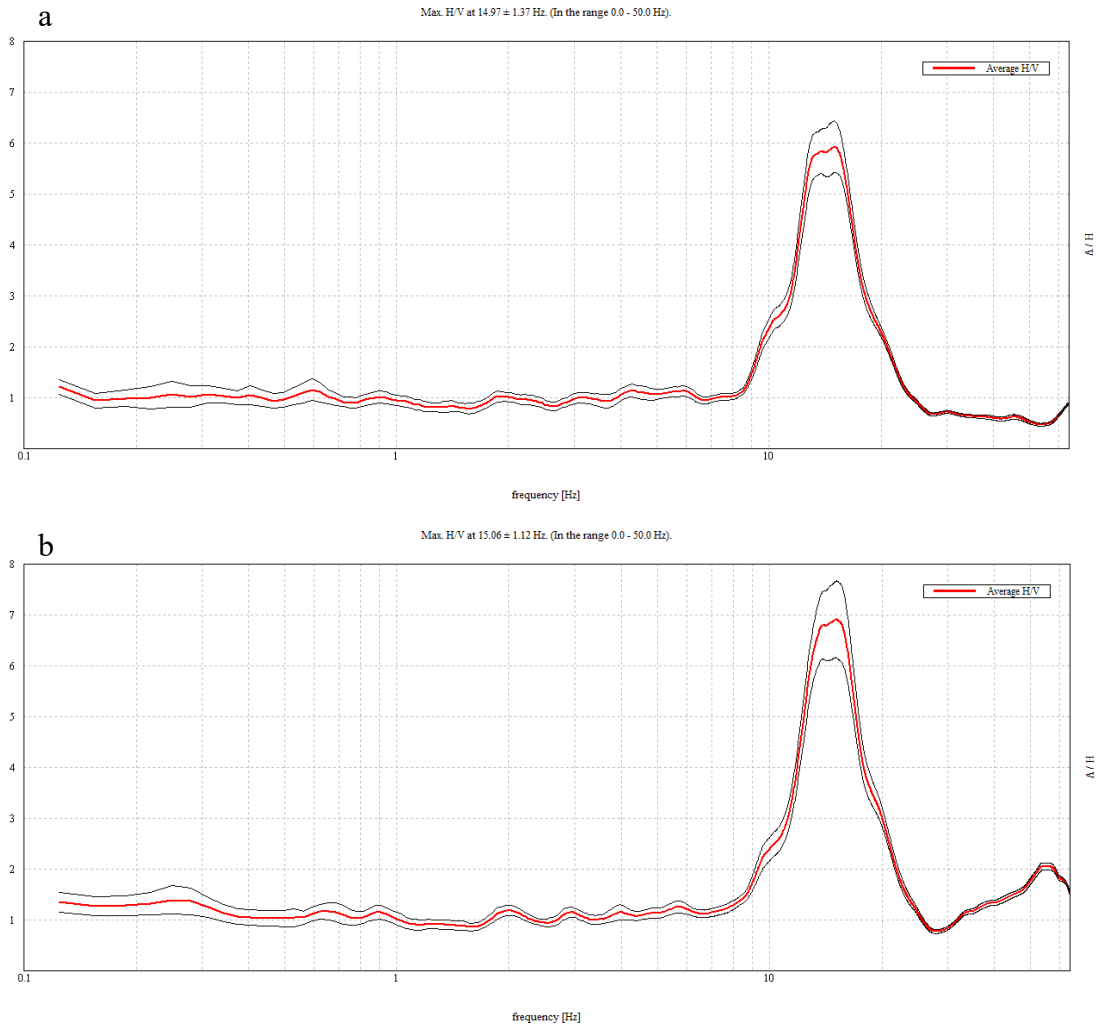 a
Max. H/V at 14.97 ± 1.37 Hz. (In the range 0.0 - 50.0 Hz).
8
Average H/V
7
6
5
4
H / V
3
2
1
0.1 1 10
frequency [Hz]
b
Max. H/V at 15.06 ± 1.12 Hz. (In the range 0.0 - 50.0 Hz).
8
Average H/V
7
6
5
4
H / V
3
2
1
0.1 1 10
frequency [Hz]